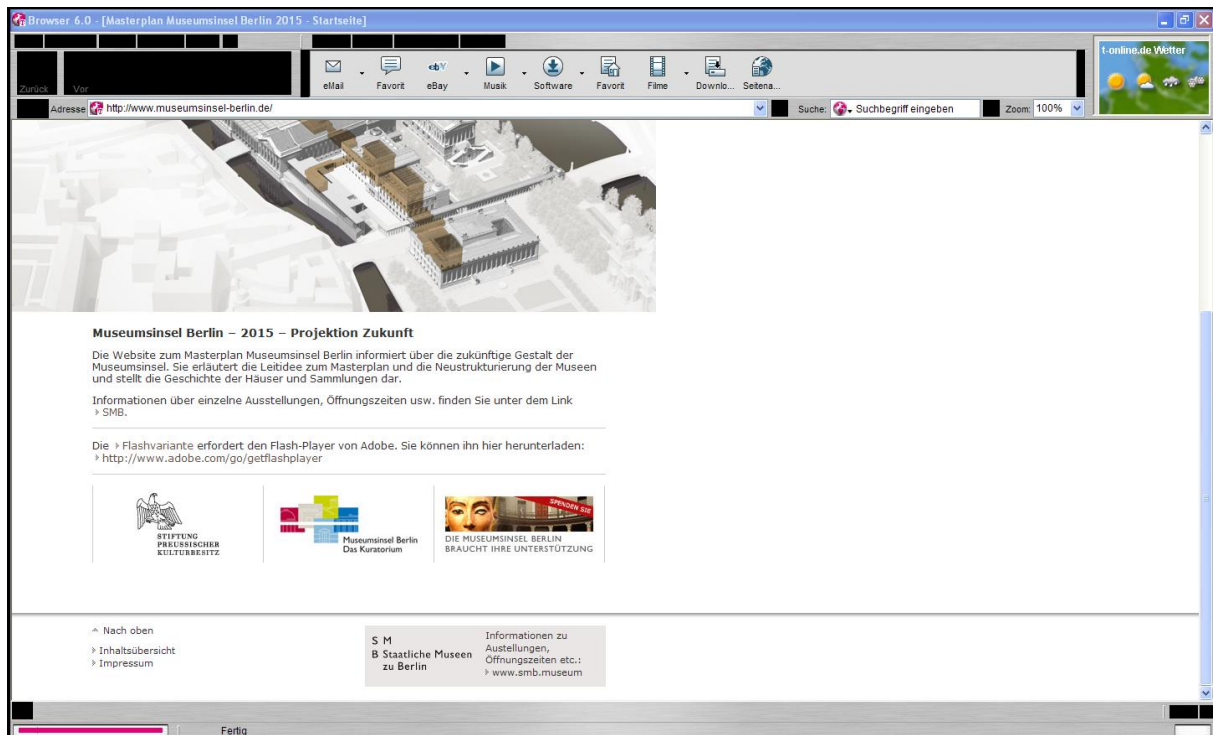 Browser 6.0 - [Masterplan Museumsinsel Berlin 2015 - Startseite]
t-online.de Wetter
Zurück Vor eMail Favorit eBay Musik Software Favorit Filme Downlo... Seitena...
Adresse http://www.museumsinsel-berlin.de/ Suche: Suchbegriff eingeben Zoom: 100%
Museumsinsel Berlin – 2015 – Projektion Zukunft
Die Website zum Masterplan Museumsinsel Berlin informiert über die zukünftige Gestalt der
Museumsinsel. Sie erläutert die Leitidee zum Masterplan und die Neustrukturierung der Museen
und stellt die Geschichte der Häuser und Sammlungen dar.
Informationen über einzelne Ausstellungen, Öffnungszeiten usw. finden Sie unter dem Link
SMB.
Die Flashvariante erfordert den Flash-Player von Adobe. Sie können ihn hier herunterladen:
http://www.adobe.com/go/getflashplayer
STIFTUNG
PREUSSISCHER
KULTURBESITZ
Museumsinsel Berlin
Das Kuratorium
SPENDEN SIE
DIE MUSEUMSINSEL BERLIN
BRAUCHT IHRE UNTERSTÜTZUNG
Nach oben
Inhaltsübersicht
Impressum
S M
B Staatliche Museen
zu Berlin
Informationen zu
Austellungen,
Öffnungszeiten etc.:
www.smb.museum
Fertig